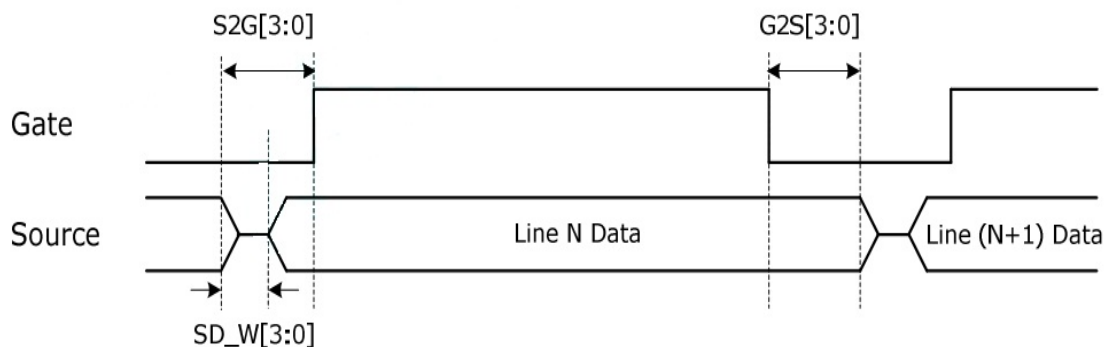 S2G[3:0]
G2S[3:0]
Gate
Source
Line N Data
Line (N+1) Data
SD_W[3:0]